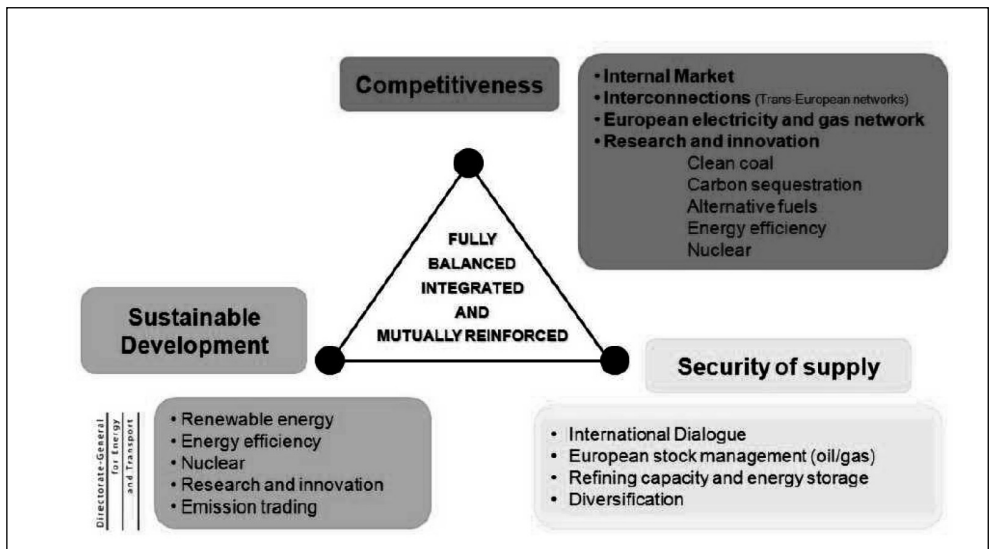 Competitiveness
• Internal Market
• Interconnections (Trans-European networks)
• European electricity and gas network
• Research and innovation
Clean coal
Carbon sequestration
Alternative fuels
Energy efficiency
Nuclear
FULLY
BALANCED
INTEGRATED
AND
MUTUALLY REINFORCED
Sustainable
Development
Security of supply
Directorate-General
for Energy
and Transport
• Renewable energy
• Energy efficiency
• Nuclear
• Research and innovation
• Emission trading
• International Dialogue
• European stock management (oil/gas)
• Refining capacity and energy storage
• Diversification